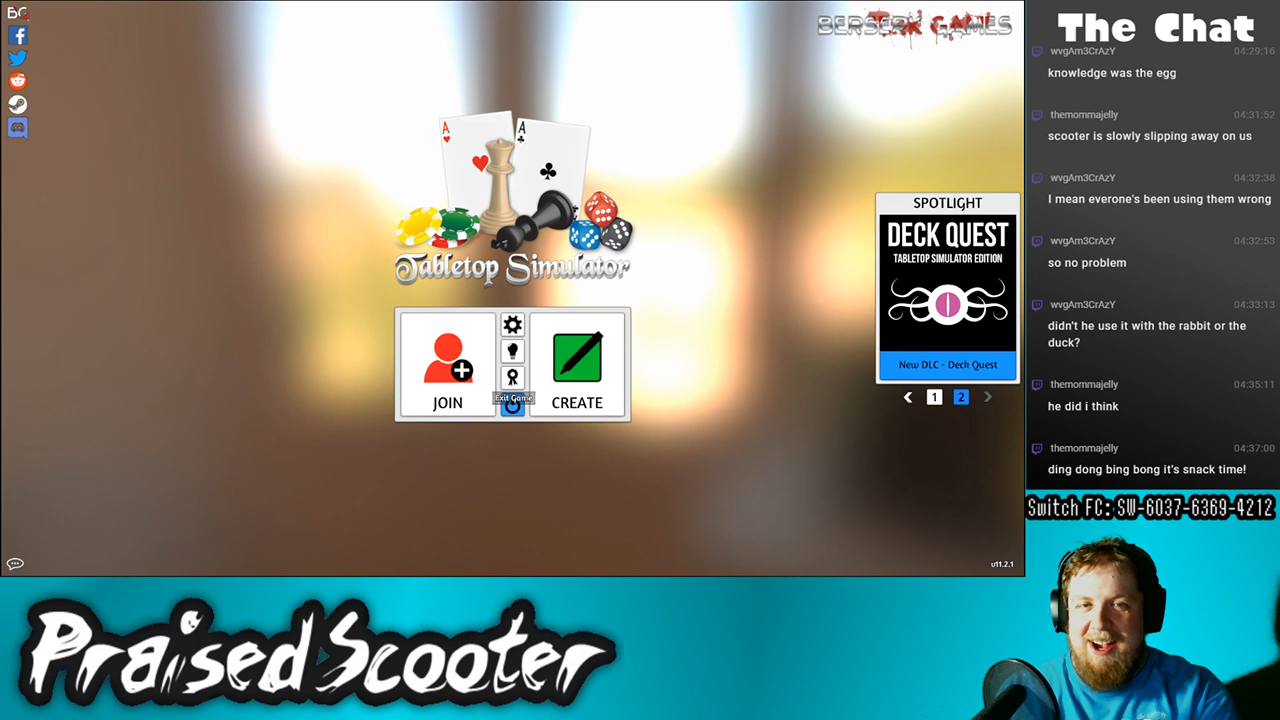 BG
BERSERK GAMES
A
A
Tabletop Simulator
JOIN
Exit Game
CREATE
SPOTLIGHT
DECK QUEST
TABLETOP SIMULATOR EDITION
New DLC - Deck Quest
1
2
v11.2.1
The Chat
wvgAm3CrAzY 04:29:16
knowledge was the egg
themommajelly 04:31:52
scooter is slowly slipping away on us
wvgAm3CrAzY 04:32:38
I mean everone's been using them wrong
wvgAm3CrAzY 04:32:53
so no problem
wvgAm3CrAzY 04:33:13
didn't he use it with the rabbit or the
duck?
themommajelly 04:35:11
he did i think
themommajelly 04:37:00
ding dong bing bong it's snack time!
Switch FC: SW-6037-6369-4212
PraisedScooter